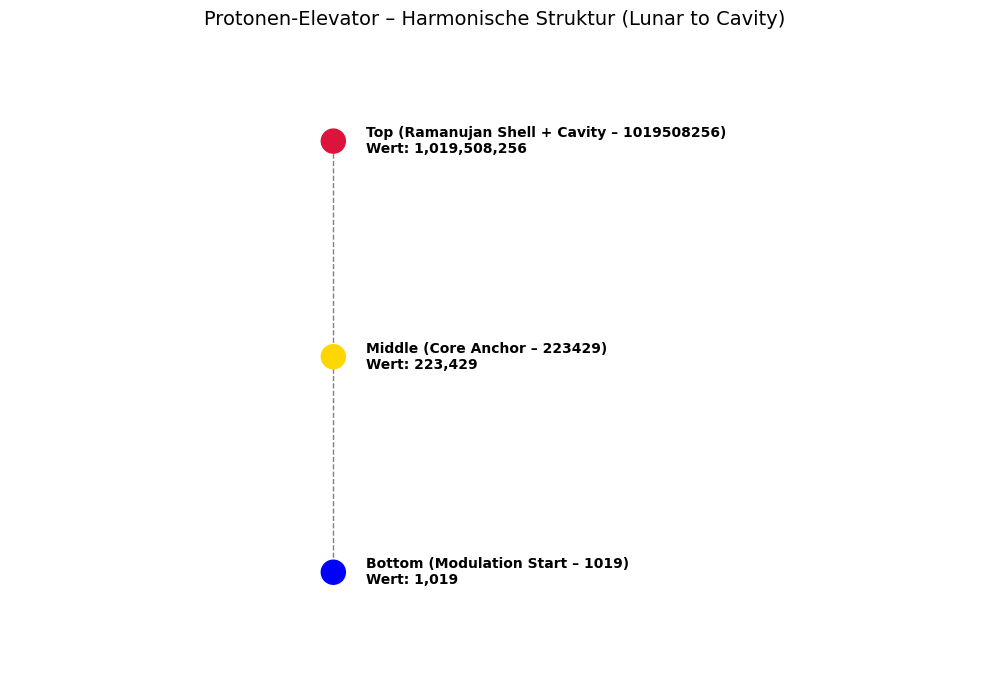 Protonen-Elevator – Harmonische Struktur (Lunar to Cavity)
Top (Ramanujan Shell + Cavity – 1019508256)
Wert: 1,019,508,256
Middle (Core Anchor – 223429)
Wert: 223,429
Bottom (Modulation Start – 1019)
Wert: 1,019